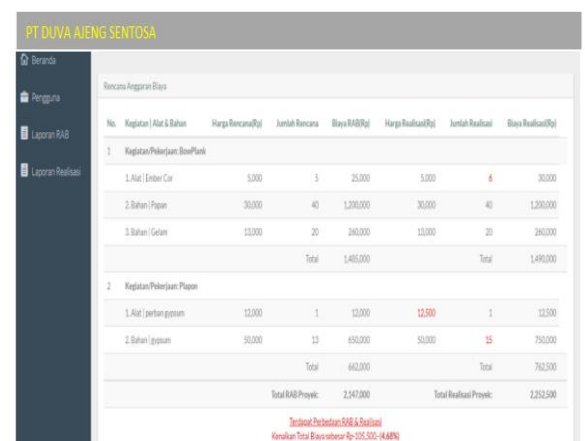 PT DUVA AJENG SENTOSA
Beranda
Pengguna
Laporan RAB
Laporan Realisasi
Rencana Anggaran Biaya
No. Kegiatan | Alat & Bahan Harga Rencana(Rp) Jumlah Rencana Biaya RAB(Rp) Harga Realisasi(Rp) Jumlah Realisasi Biaya Realisasi(Rp)
1 Kegiatan/Pekerjaan: BowPlank
1. Alat | Ember Cor 5,000 5 25,000 5,000 6 30,000
2. Bahan | Papan 30,000 40 1,200,000 30,000 40 1,200,000
3. Bahan | Gelam 13,000 20 260,000 13,000 20 260,000
Total 1,485,000 Total 1,490,000
2 Kegiatan/Pekerjaan: Plapon
1. Alat | perban gypsum 12,000 1 12,000 12,500 1 12,500
2. Bahan | gypsum 50,000 13 650,000 50,000 15 750,000
Total 662,000 Total 762,500
Total RAB Proyek: 2,147,000 Total Realisasi Proyek: 2,252,500
Terdapat Perbedaan RAB & Realisasi
Kenaikan Total Biaya sebesar Rp-105,500,-(4.68%)